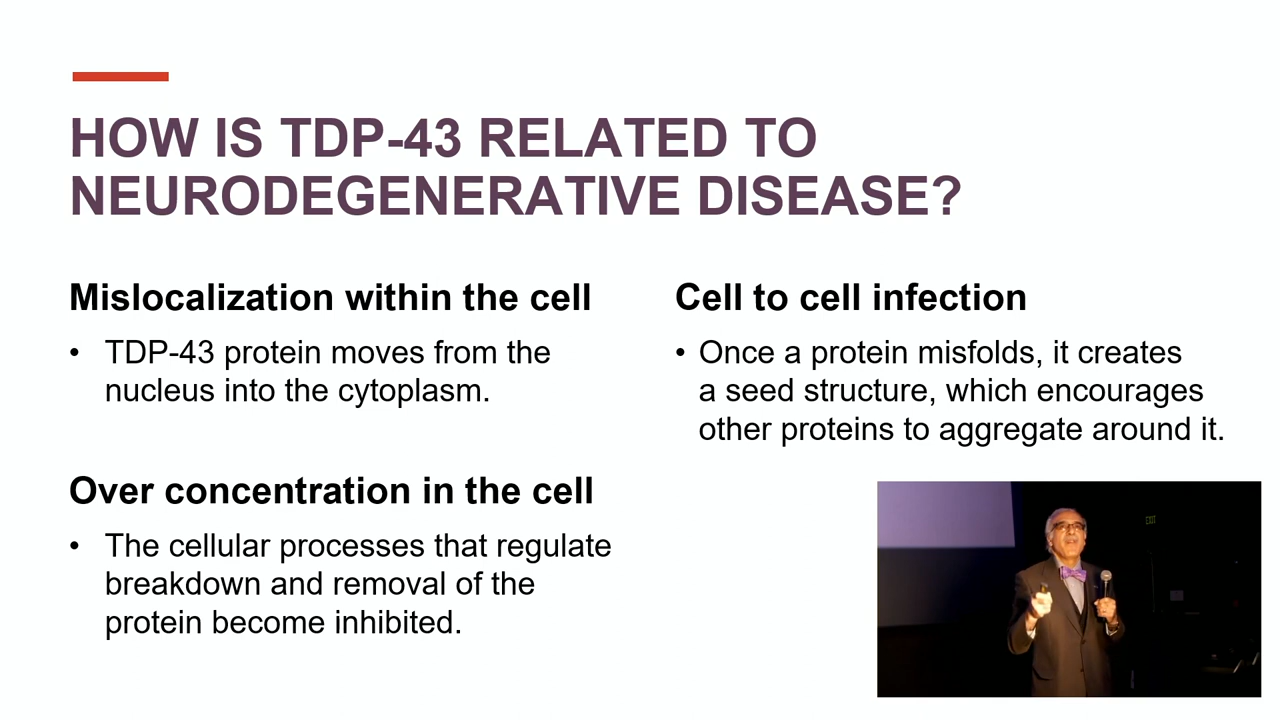 HOW IS TDP-43 RELATED TO
NEURODEGENERATIVE DISEASE?
Mislocalization within the cell
• TDP-43 protein moves from the
nucleus into the cytoplasm.
Over concentration in the cell
• The cellular processes that regulate
breakdown and removal of the
protein become inhibited.
Cell to cell infection
• Once a protein misfolds, it creates
a seed structure, which encourages
other proteins to aggregate around it.
EXIT